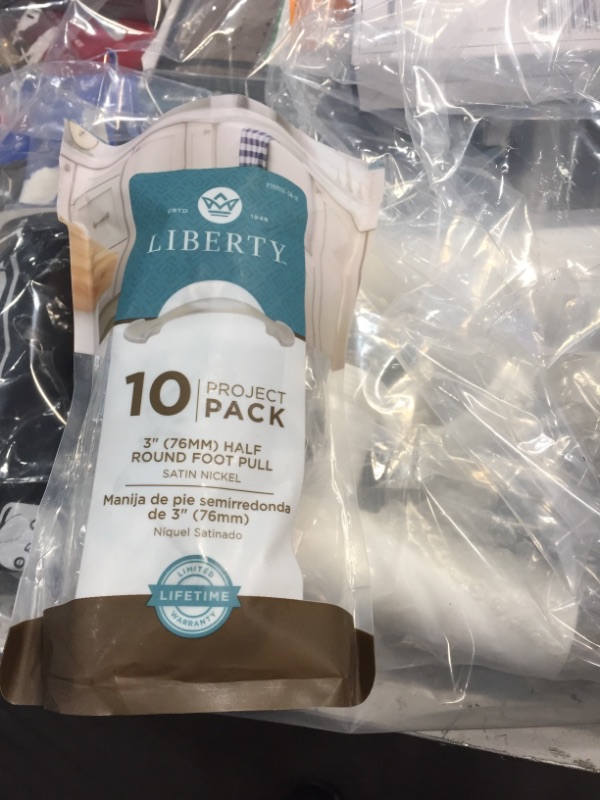 ESTD 1946
LIBERTY
10 PROJECT
PACK
3" (76MM) HALF
ROUND FOOT PULL
SATIN NICKEL
Manija de pie semirredonda
de 3" (76mm)
Níquel Satinado
LIMITED
LIFETIME
WARRANTY